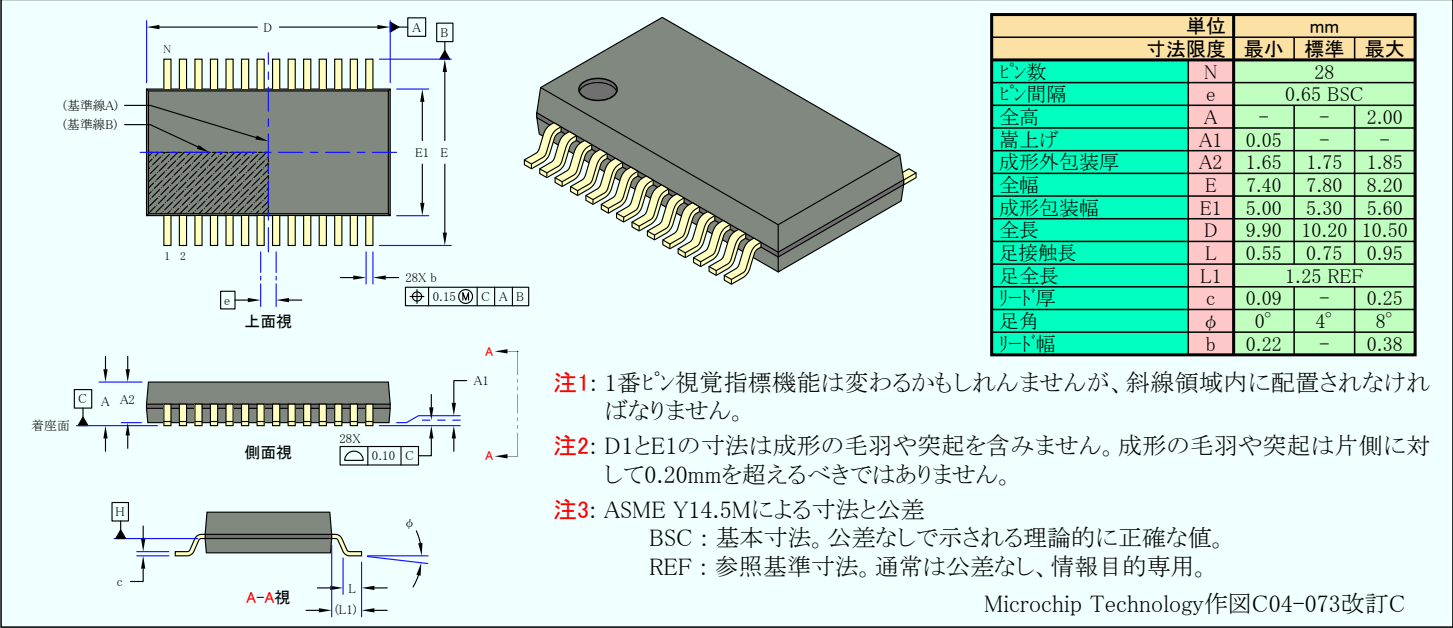 D
A
B
N
(基準線A)
(基準線B)
E1
E
1 2
e
28X b
0.15 Ⓜ C A B
上面視
A
A1
C
A
A2
着座面
28X
0.10 C
側面視
A
H
φ
c
L
(L1)
A-A視
単位 mm
寸法限度 最小 標準 最大
ピン数 N 28
ピン間隔 e 0.65 BSC
全高 A - - 2.00
嵩上げ A1 0.05 - -
成形外包装厚 A2 1.65 1.75 1.85
全幅 E 7.40 7.80 8.20
成形包装幅 E1 5.00 5.30 5.60
全長 D 9.90 10.20 10.50
足接触長 L 0.55 0.75 0.95
足全長 L1 1.25 REF
リード厚 c 0.09 - 0.25
足角 φ 0° 4° 8°
リード幅 b 0.22 - 0.38
注1: 1番ピン視覚指標機能は変わるかもしれんませんが、斜線領域内に配置されなけれ
ばなりません。
注2: D1とE1の寸法は成形の毛羽や突起を含みません。成形の毛羽や突起は片側に対
して0.20mmを超えるべきではありません。
注3: ASME Y14.5Mによる寸法と公差
BSC : 基本寸法。公差なしで示される理論的に正確な値。
REF : 参照基準寸法。通常は公差なし、情報目的専用。
Microchip Technology作図C04-073改訂C